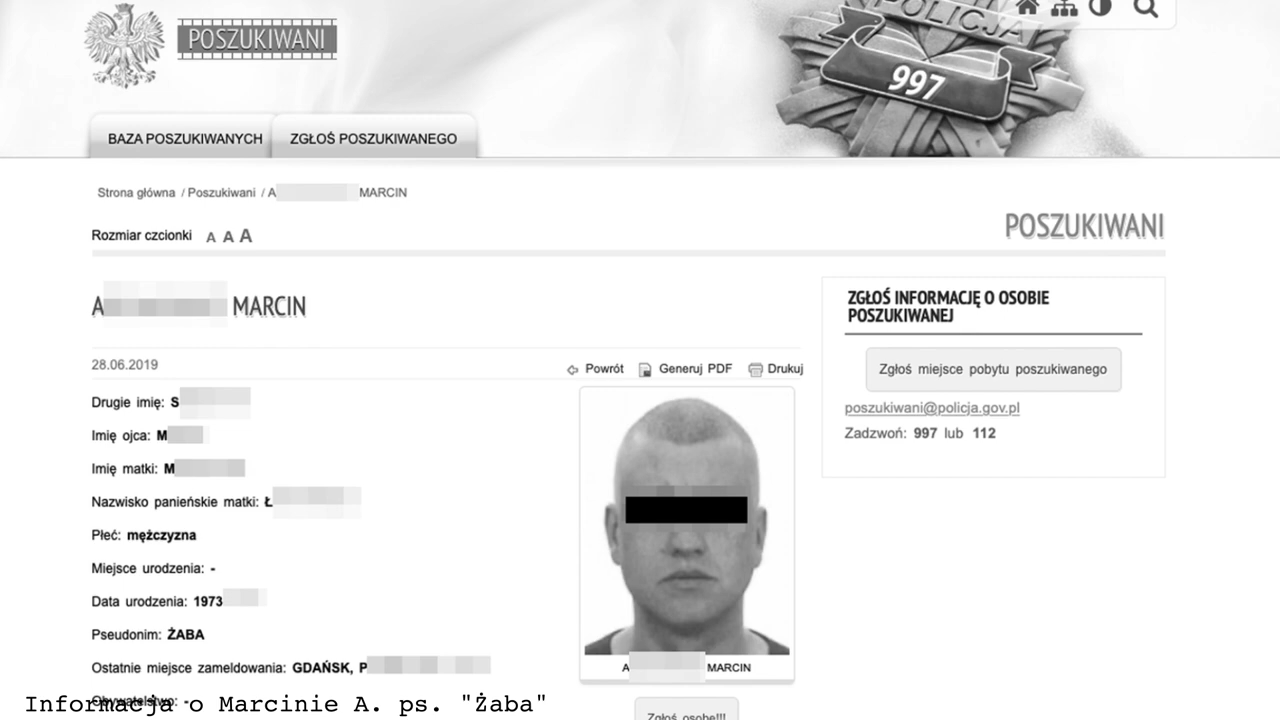 POSZUKIWANI
POLICJA
997
BAZA POSZUKIWANYCH
ZGŁOŚ POSZUKIWANEGO
Strona główna / Poszukiwani / A MARCIN
Rozmiar czcionki A A A
POSZUKIWANI
A MARCIN
28.06.2019
Powrót Generuj PDF Drukuj
Drugie imię: S
Imię ojca: M
Imię matki: M
Nazwisko panieńskie matki: Ł
Płeć: mężczyzna
Miejsce urodzenia: -
Data urodzenia: 1973
Pseudonim: ŻABA
Ostatnie miejsce zameldowania: GDAŃSK, P
Obywatelstwo: -
A MARCIN
Zgłoś osobę!!!
ZGŁOŚ INFORMACJĘ O OSOBIE
POSZUKIWANEJ
Zgłoś miejsce pobytu poszukiwanego
poszukiwani@policja.gov.pl
Zadzwoń: 997 lub 112
Informacja o Marcinie A. ps. "Żaba"